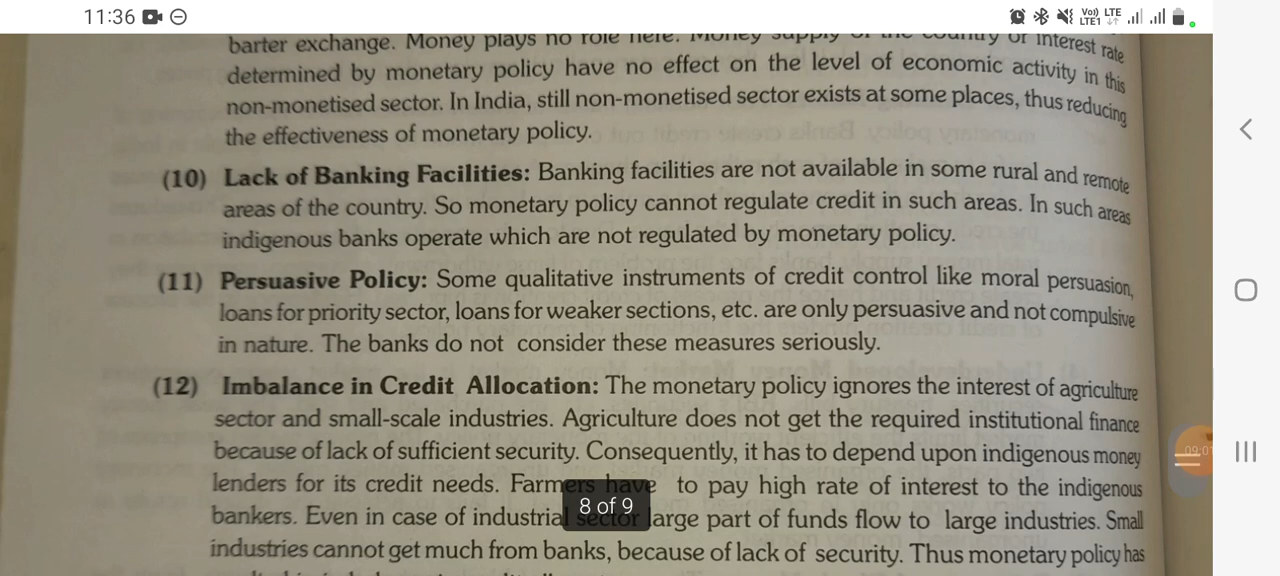 11:36
Vo)) LTE
LTE1
barter exchange. Money plays no role here. Money supply of the country or interest rate
determined by monetary policy have no effect on the level of economic activity in this
non-monetised sector. In India, still non-monetised sector exists at some places, thus reducing
the effectiveness of monetary policy.
(10) Lack of Banking Facilities: Banking facilities are not available in some rural and remote
areas of the country. So monetary policy cannot regulate credit in such areas. In such areas
indigenous banks operate which are not regulated by monetary policy.
(11) Persuasive Policy: Some qualitative instruments of credit control like moral persuasion,
loans for priority sector, loans for weaker sections, etc. are only persuasive and not compulsive
in nature. The banks do not consider these measures seriously.
(12) Imbalance in Credit Allocation: The monetary policy ignores the interest of agriculture
sector and small-scale industries. Agriculture does not get the required institutional finance
because of lack of sufficient security. Consequently, it has to depend upon indigenous money
lenders for its credit needs. Farmers have to pay high rate of interest to the indigenous
8 of 9
bankers. Even in case of industrial sector large part of funds flow to large industries. Small
industries cannot get much from banks, because of lack of security. Thus monetary policy has